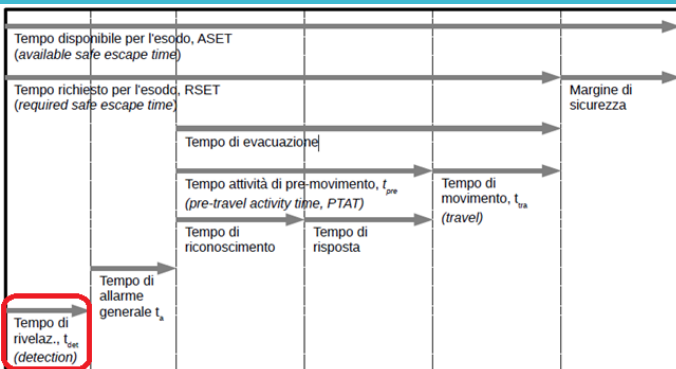 Tempo disponibile per l'esodo, ASET
(available safe escape time)
Tempo richiesto per l'esodo, RSET
(required safe escape time)
Margine di
sicurezza
Tempo di evacuazione
Tempo attività di pre-movimento, tpre
(pre-travel activity time, PTAT)
Tempo di
movimento, ttra
(travel)
Tempo di
riconoscimento
Tempo di
risposta
Tempo di
allarme
generale ta
Tempo di
rivelaz., tdet
(detection)